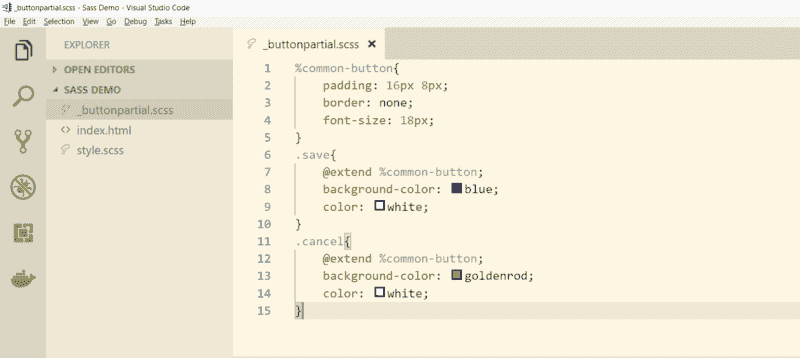 _buttonpartial.scss - Sass Demo - Visual Studio Code
File Edit Selection View Go Debug Tasks Help
EXPLORER
OPEN EDITORS
SASS DEMO
_buttonpartial.scss
index.html
style.scss
_buttonpartial.scss
1 %common-button{
2 padding: 16px 8px;
3 border: none;
4 font-size: 18px;
5 }
6 .save{
7 @extend %common-button;
8 background-color: blue;
9 color: white;
10 }
11 .cancel{
12 @extend %common-button;
13 background-color: goldenrod;
14 color: white;
15 }